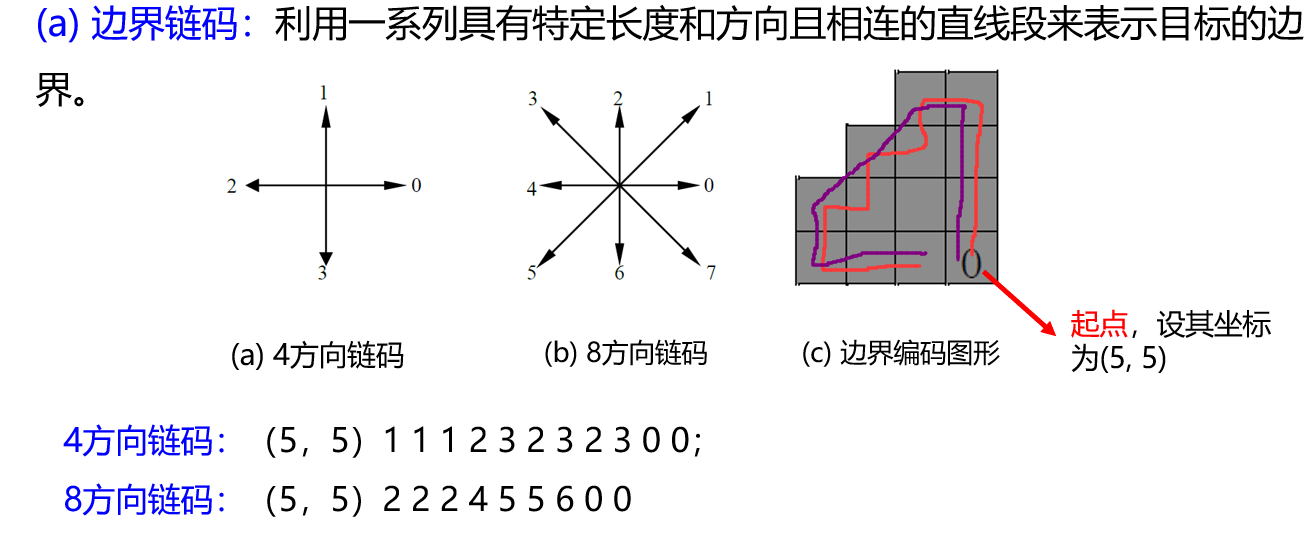 (a) 边界链码：利用一系列具有特定长度和方向且相连的直线段来表示目标的边
界。
1
2
0
3
3
2
1
4
0
5
6
7
0
起点，设其坐标
为(5, 5)
(a) 4方向链码
(b) 8方向链码
(c) 边界编码图形
4方向链码：（5，5）1 1 1 2 3 2 3 2 3 0 0;
8方向链码：（5，5）2 2 2 4 5 5 6 0 0